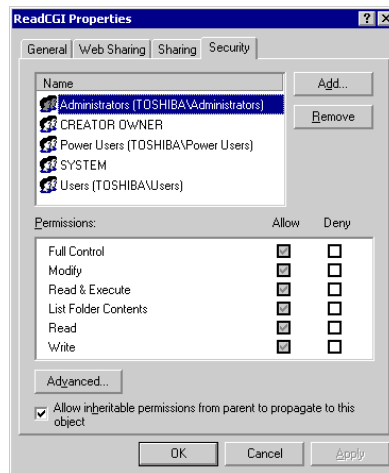 ReadCGI Properties
General Web Sharing Sharing Security
Name
Add...
Administrators (TOSHIBA\Administrators)
CREATOR OWNER
Remove
Power Users (TOSHIBA\Power Users)
SYSTEM
Users (TOSHIBA\Users)
Permissions: Allow Deny
Full Control
Modify
Read & Execute
List Folder Contents
Read
Write
Advanced...
Allow inheritable permissions from parent to propagate to this
object
OK Cancel Apply